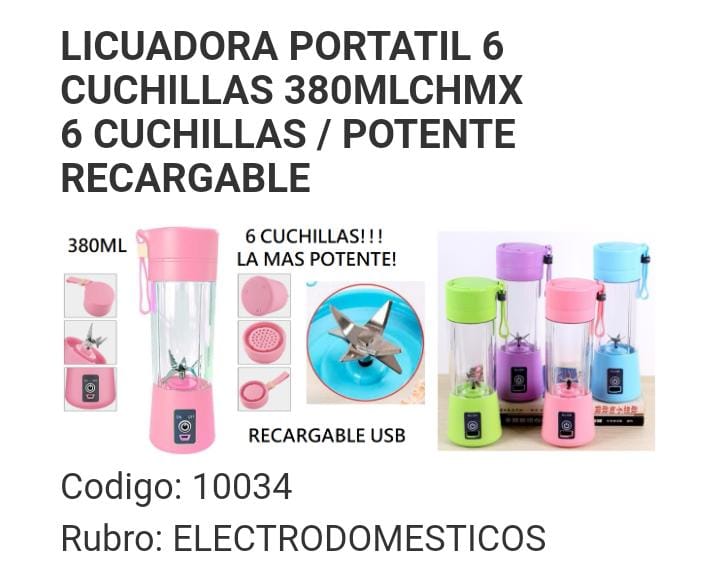 LICUADORA PORTATIL 6
CUCHILLAS 380MLCHMX
6 CUCHILLAS / POTENTE
RECARGABLE
380ML
6 CUCHILLAS!!!
LA MAS POTENTE!
RECARGABLE USB
Codigo: 10034
Rubro: ELECTRODOMESTICOS